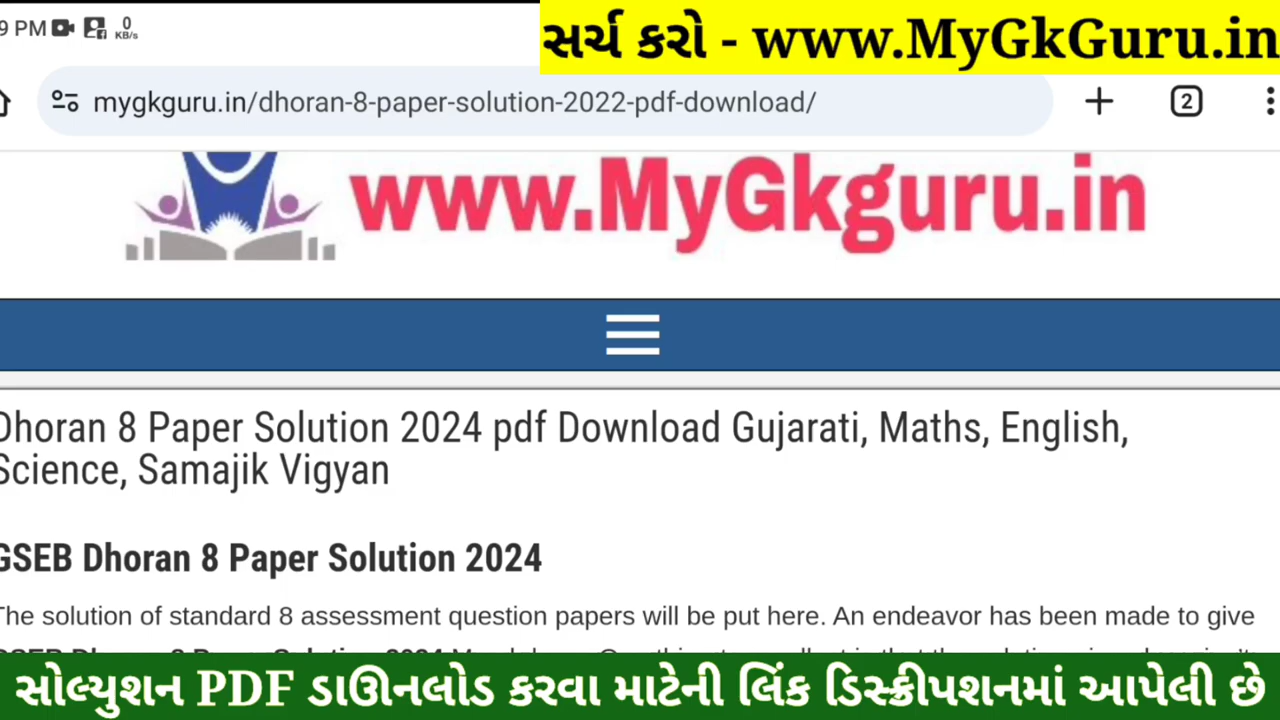 9 PM 0 KB/s
સર્ચ કરો - www.MyGkGuru.in
mygkguru.in/dhoran-8-paper-solution-2022-pdf-download/ 2
www.MyGkguru.in
Dhoran 8 Paper Solution 2024 pdf Download Gujarati, Maths, English,
Science, Samajik Vigyan
GSEB Dhoran 8 Paper Solution 2024
The solution of standard 8 assessment question papers will be put here. An endeavor has been made to give
સોલ્યુશન PDF ડાઊનલોડ કરવા માટેની લિંક ડિસ્ક્રીપશનમાં આપેલી છે